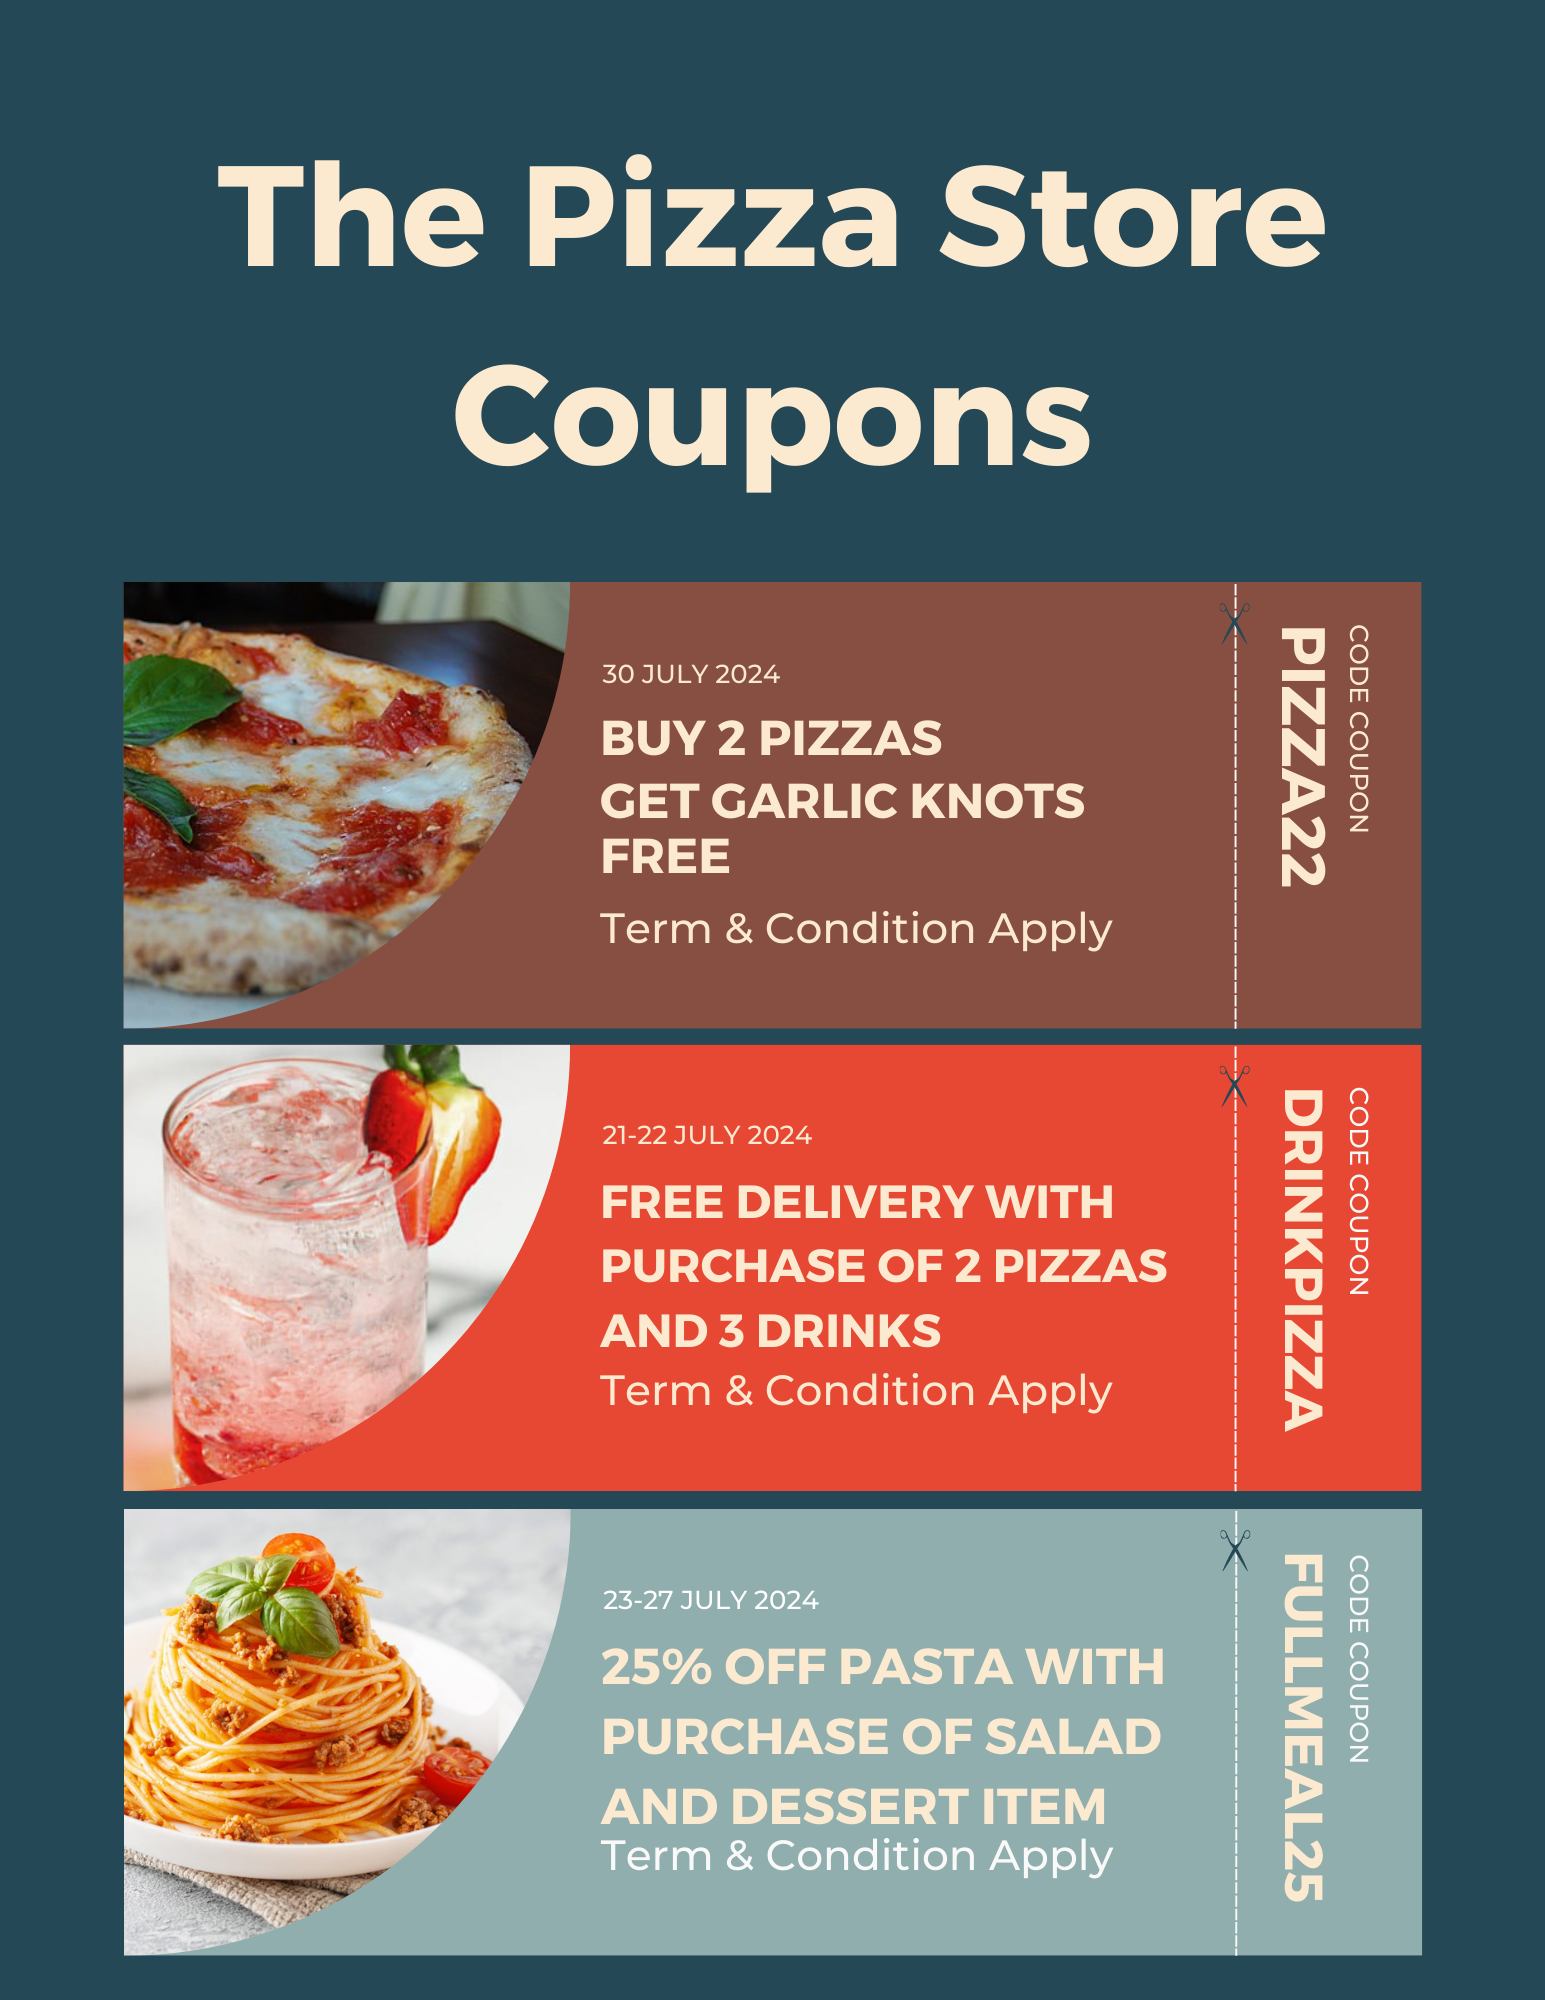 The Pizza Store
Coupons
30 JULY 2024
BUY 2 PIZZAS
GET GARLIC KNOTS
FREE
Term & Condition Apply
PIZZA22
CODE COUPON
21-22 JULY 2024
FREE DELIVERY WITH
PURCHASE OF 2 PIZZAS
AND 3 DRINKS
Term & Condition Apply
DRINKPIZZA
CODE COUPON
23-27 JULY 2024
25% OFF PASTA WITH
PURCHASE OF SALAD
AND DESSERT ITEM
Term & Condition Apply
FULLMEAL25
CODE COUPON